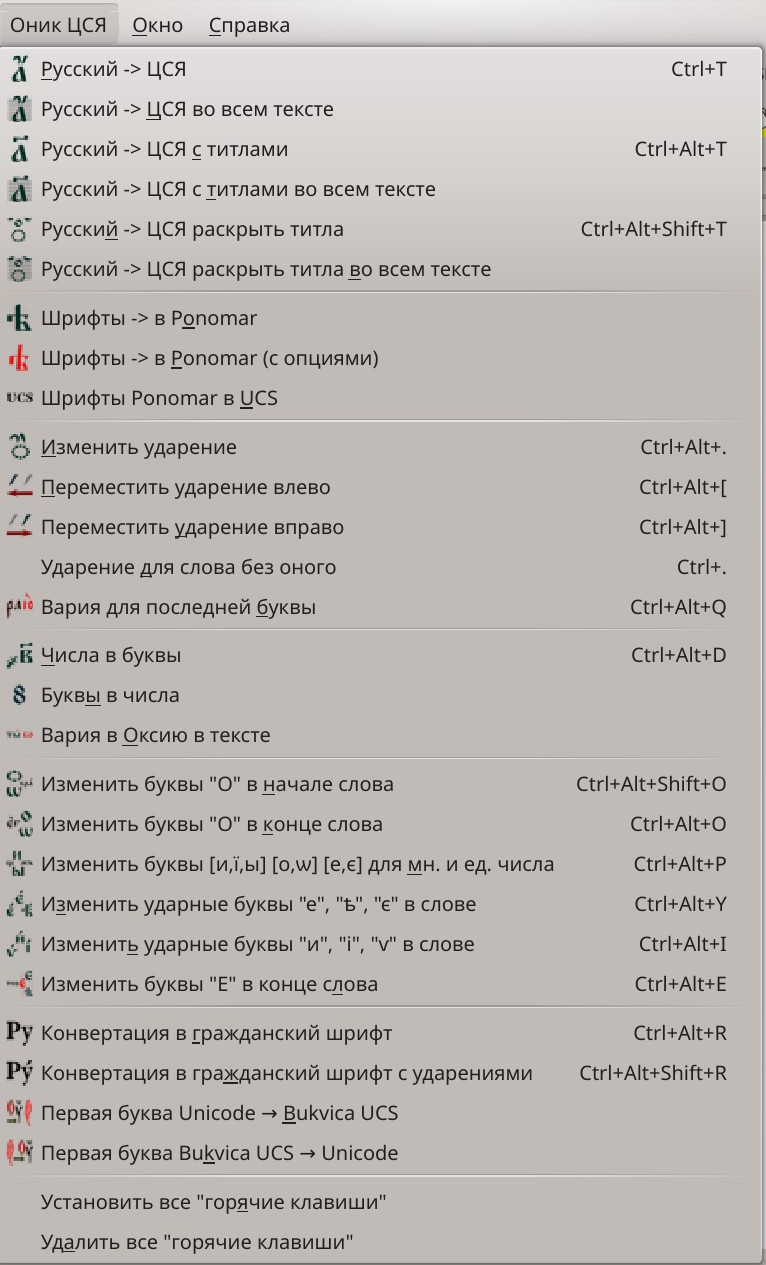 Оник ЦСЯ Окно Справка
Русский -> ЦСЯ Ctrl+T
Русский -> ЦСЯ во всем тексте
Русский -> ЦСЯ с титлами Ctrl+Alt+T
Русский -> ЦСЯ с титлами во всем тексте
Русский -> ЦСЯ раскрыть титла Ctrl+Alt+Shift+T
Русский -> ЦСЯ раскрыть титла во всем тексте
Шрифты -> в Ponomar
Шрифты -> в Ponomar (с опциями)
UCS Шрифты Ponomar в UCS
Изменить ударение Ctrl+Alt+.
Переместить ударение влево Ctrl+Alt+[
Переместить ударение вправо Ctrl+Alt+]
Ударение для слова без оного Ctrl+.
Вария для последней буквы Ctrl+Alt+Q
Числа в буквы Ctrl+Alt+D
Буквы в числа
Вария в Оксию в тексте
Изменить буквы "О" в начале слова Ctrl+Alt+Shift+O
Изменить буквы "О" в конце слова Ctrl+Alt+O
Изменить буквы [и,ї,ы] [о,ѡ] [е,є] для мн. и ед. числа Ctrl+Alt+P
Изменить ударные буквы "е", "ѣ", "є" в слове Ctrl+Alt+Y
Изменить ударные буквы "и", "і", "ѵ" в слове Ctrl+Alt+I
Изменить буквы "Е" в конце слова Ctrl+Alt+E
Ру Конвертация в гражданский шрифт Ctrl+Alt+R
Ру́ Конвертация в гражданский шрифт с ударениями Ctrl+Alt+Shift+R
Первая буква Unicode → Bukvica UCS
Первая буква Bukvica UCS → Unicode
Установить все "горячие клавиши"
Удалить все "горячие клавиши"